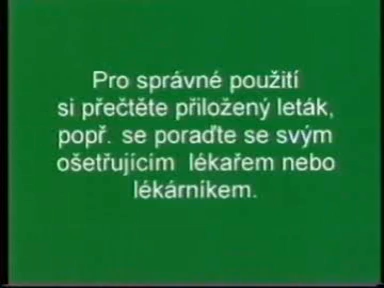 Pro správné použití
si přečtěte přiložený leták,
popř. se poraďte se svým
ošetřujícím lékařem nebo
lékárníkem.